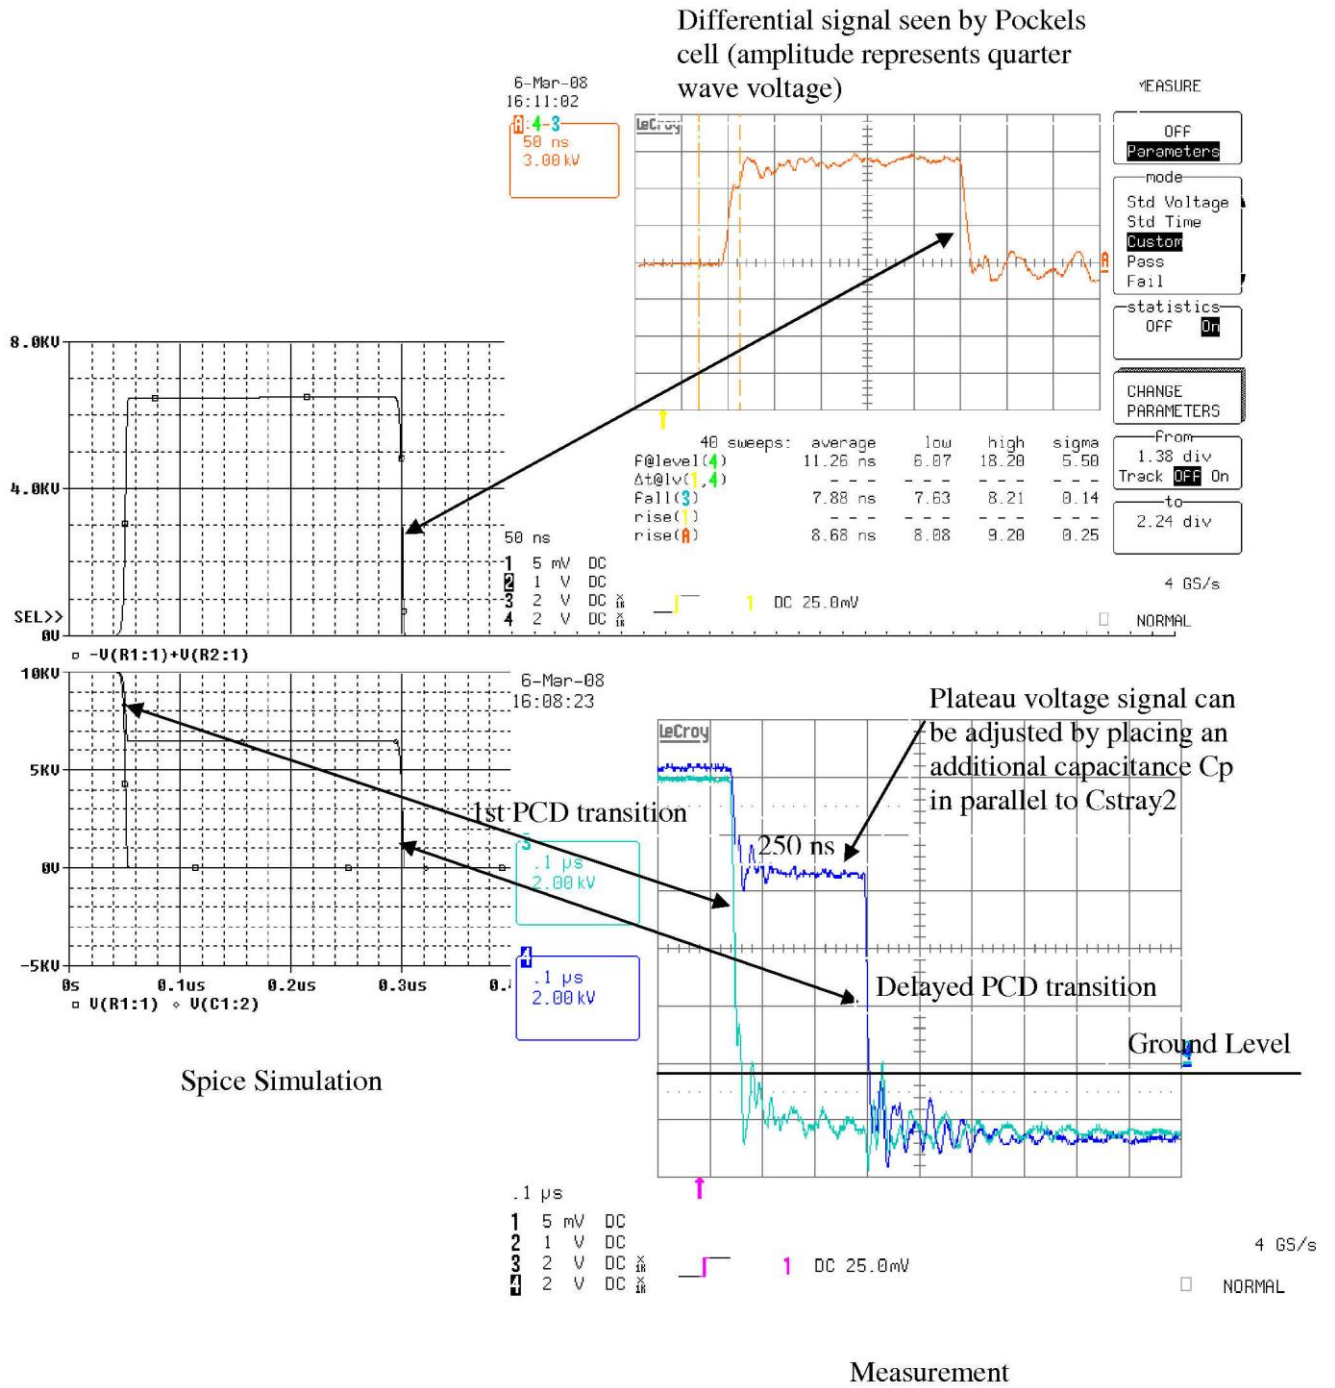 Differential signal seen by Pockels
cell (amplitude represents quarter
wave voltage)
6-Mar-08
16:11:02
A:4-3
50 ns
3.00 kV
LeCroy
MEASURE
OFF
Parameters
mode
Std Voltage
Std Time
Custom
Pass
Fail
statistics
OFF On
CHANGE
PARAMETERS
from
1.38 div
Track OFF On
to
2.24 div
A
40 sweeps: average low high sigma
f@level(4) 11.26 ns 6.07 18.20 5.50
Δt@lv(1,4) - - - - - - - - - - - -
fall(3) 7.88 ns 7.63 8.21 0.14
rise(1) - - - - - - - - - - - -
rise(A) 8.68 ns 8.08 9.20 0.25
50 ns
1 5 mV DC
2 1 V DC
3 2 V DC
4 2 V DC
1 DC 25.0mV
4 GS/s
NORMAL
8.0KV
4.0KV
SEL>>
0V
-V(R1:1)+V(R2:1)
10KV
5KV
0V
-5KV
0s 0.1us 0.2us 0.3us 0.
V(R1:1) V(C1:2)
Spice Simulation
6-Mar-08
16:08:23
LeCroy
Plateau voltage signal can
be adjusted by placing an
additional capacitance Cp
in parallel to Cstray2
1st PCD transition
250 ns
3
.1 µs
2.00 kV
4
.1 µs
2.00 kV
Delayed PCD transition
Ground Level
.1 µs
1 5 mV DC
2 1 V DC
3 2 V DC
4 2 V DC
1 DC 25.0mV
4 GS/s
NORMAL
Measurement